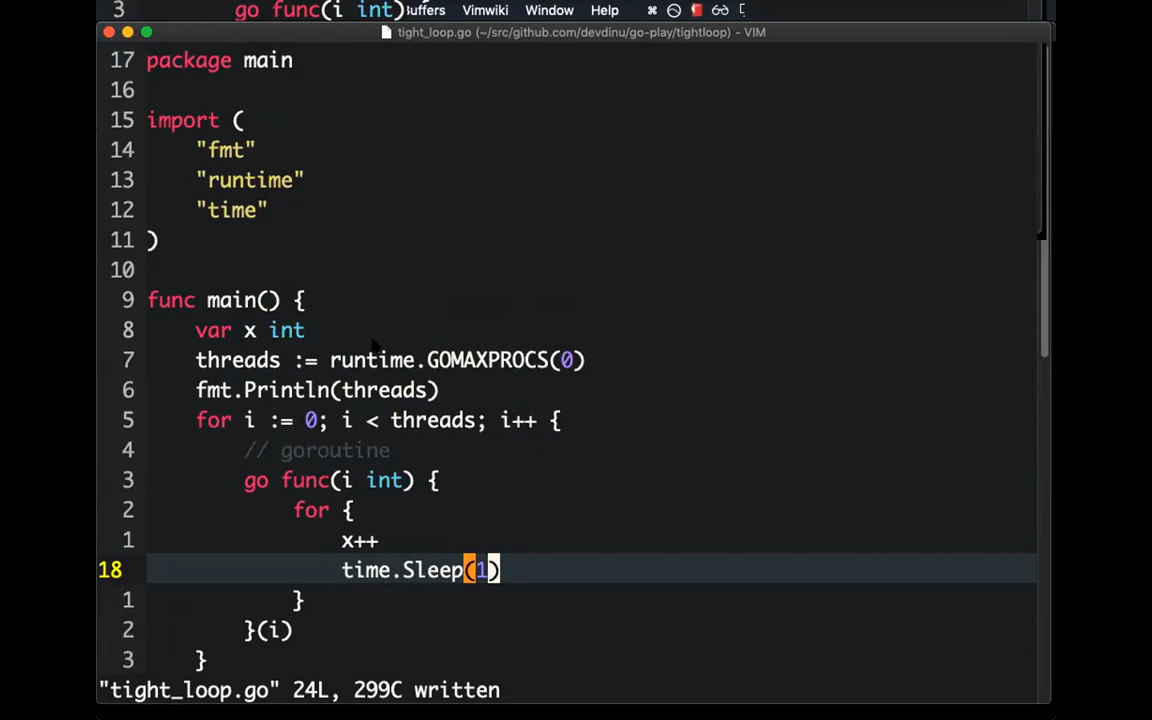 3 go func(i int) Buffers Vimwiki Window Help
tight_loop.go (~/src/github.com/devdinu/go-play/tightloop) - VIM
17 package main
16
15 import (
14 "fmt"
13 "runtime"
12 "time"
11 )
10
9 func main() {
8 var x int
7 threads := runtime.GOMAXPROCS(0)
6 fmt.Println(threads)
5 for i := 0; i < threads; i++ {
4 // goroutine
3 go func(i int) {
2 for {
1 x++
18 time.Sleep(1)
1 }
2 }(i)
3 }
"tight_loop.go" 24L, 299C written